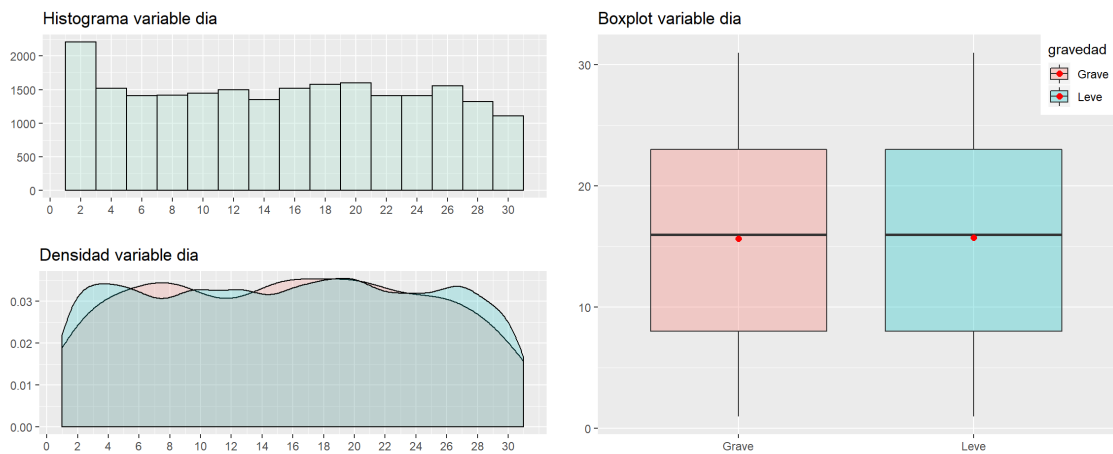 Histograma variable dia
2000
1500
1000
500
0
0 2 4 6 8 10 12 14 16 18 20 22 24 26 28 30
Densidad variable dia
0.03
0.02
0.01
0.00
0 2 4 6 8 10 12 14 16 18 20 22 24 26 28 30
Boxplot variable dia
30
20
10
0
Grave Leve
gravedad
Grave
Leve